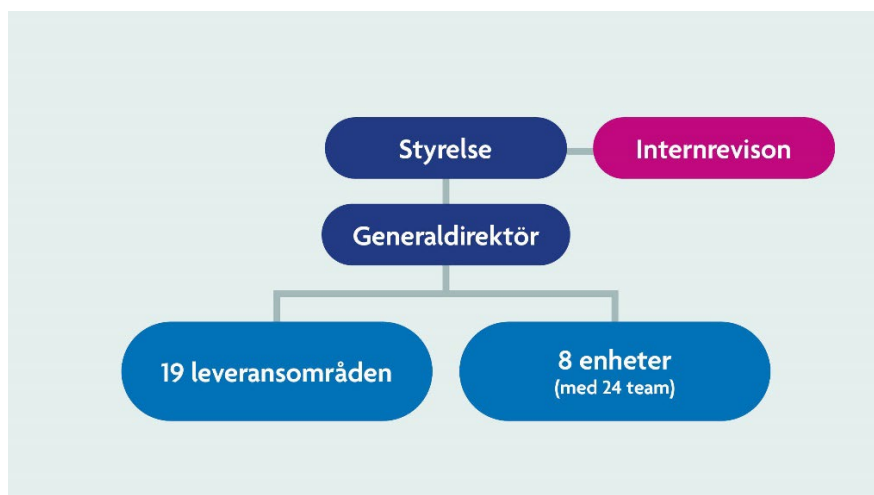 Styrelse
Internrevison
Generaldirektör
19 leveransområden
8 enheter
(med 24 team)